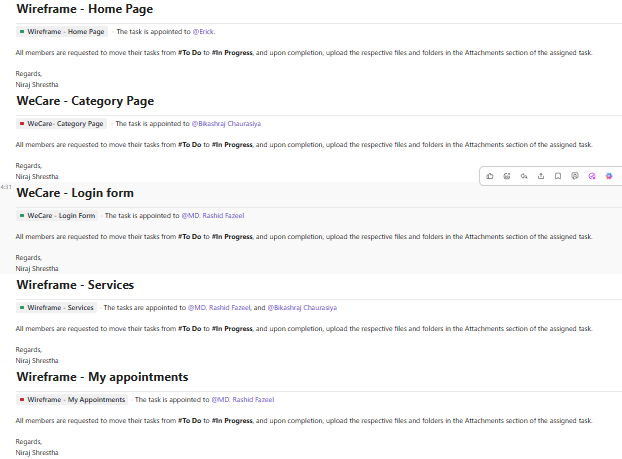 Wireframe - Home Page
Wireframe - Home Page - The task is appointed to @Erick.
All members are requested to move their tasks from #To Do to #In Progress, and upon completion, upload the respective files and folders in the Attachments section of the assigned task.
Regards,
Niraj Shrestha
WeCare - Category Page
WeCare- Category Page - The task is appointed to @Bikashraj Chaurasiya
All members are requested to move their tasks from #To Do to #In Progress, and upon completion, upload the respective files and folders in the Attachments section of the assigned task.
Regards,
Niraj Shrestha
4:31
WeCare - Login form
WeCare - Login Form - The task is appointed to @MD. Rashid Fazeel
All members are requested to move their tasks from #To Do to #In Progress, and upon completion, upload the respective files and folders in the Attachments section of the assigned task.
Regards,
Niraj Shrestha
Wireframe - Services
Wireframe - Services - The tasks are appointed to @MD. Rashid Fazeel, and @Bikashraj Chaurasiya
All members are requested to move their tasks from #To Do to #In Progress, and upon completion, upload the respective files and folders in the Attachments section of the assigned task.
Regards,
Niraj Shrestha
Wireframe - My appointments
Wireframe - My Appointments - The task is appointed to @MD. Rashid Fazeel
All members are requested to move their tasks from #To Do to #In Progress, and upon completion, upload the respective files and folders in the Attachments section of the assigned task.
Regards,
Niraj Shrestha